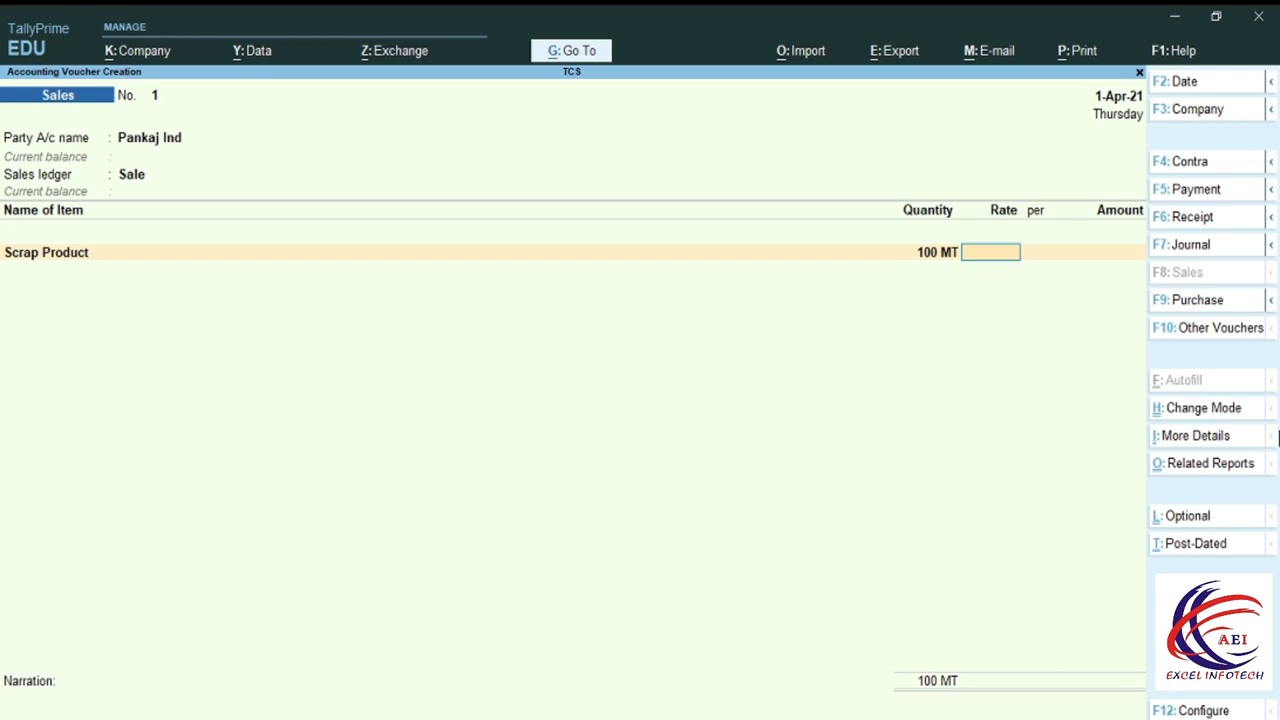 TallyPrime
EDU
MANAGE
K: Company
Y: Data
Z: Exchange
G: Go To
O: Import
E: Export
M: E-mail
P: Print
F1: Help
Accounting Voucher Creation
TCS
x
Sales No. 1
1-Apr-21
Thursday
Party A/c name : Pankaj Ind
Current balance :
Sales ledger : Sale
Current balance :
Name of Item Quantity Rate per Amount
Scrap Product 100 MT
Narration: 100 MT
F2: Date
F3: Company
F4: Contra
F5: Payment
F6: Receipt
F7: Journal
F8: Sales
F9: Purchase
F10: Other Vouchers
F: Autofill
H: Change Mode
I: More Details
O: Related Reports
L: Optional
T: Post-Dated
AEI
EXCEL INFOTECH
F12: Configure